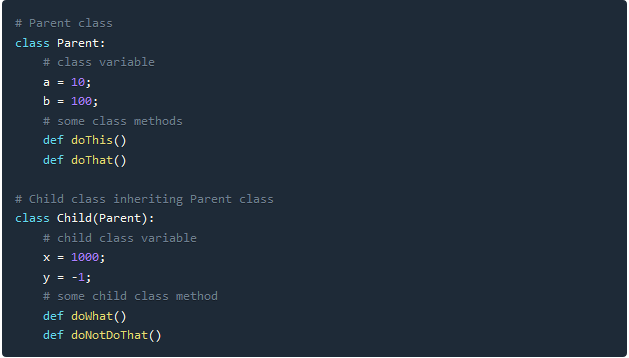 # Parent class
class Parent:
    # class variable
    a = 10;
    b = 100;
    # some class methods
    def doThis()
    def doThat()

# Child class inheriting Parent class
class Child(Parent):
    # child class variable
    x = 1000;
    y = -1;
    # some child class method
    def doWhat()
    def doNotDoThat()